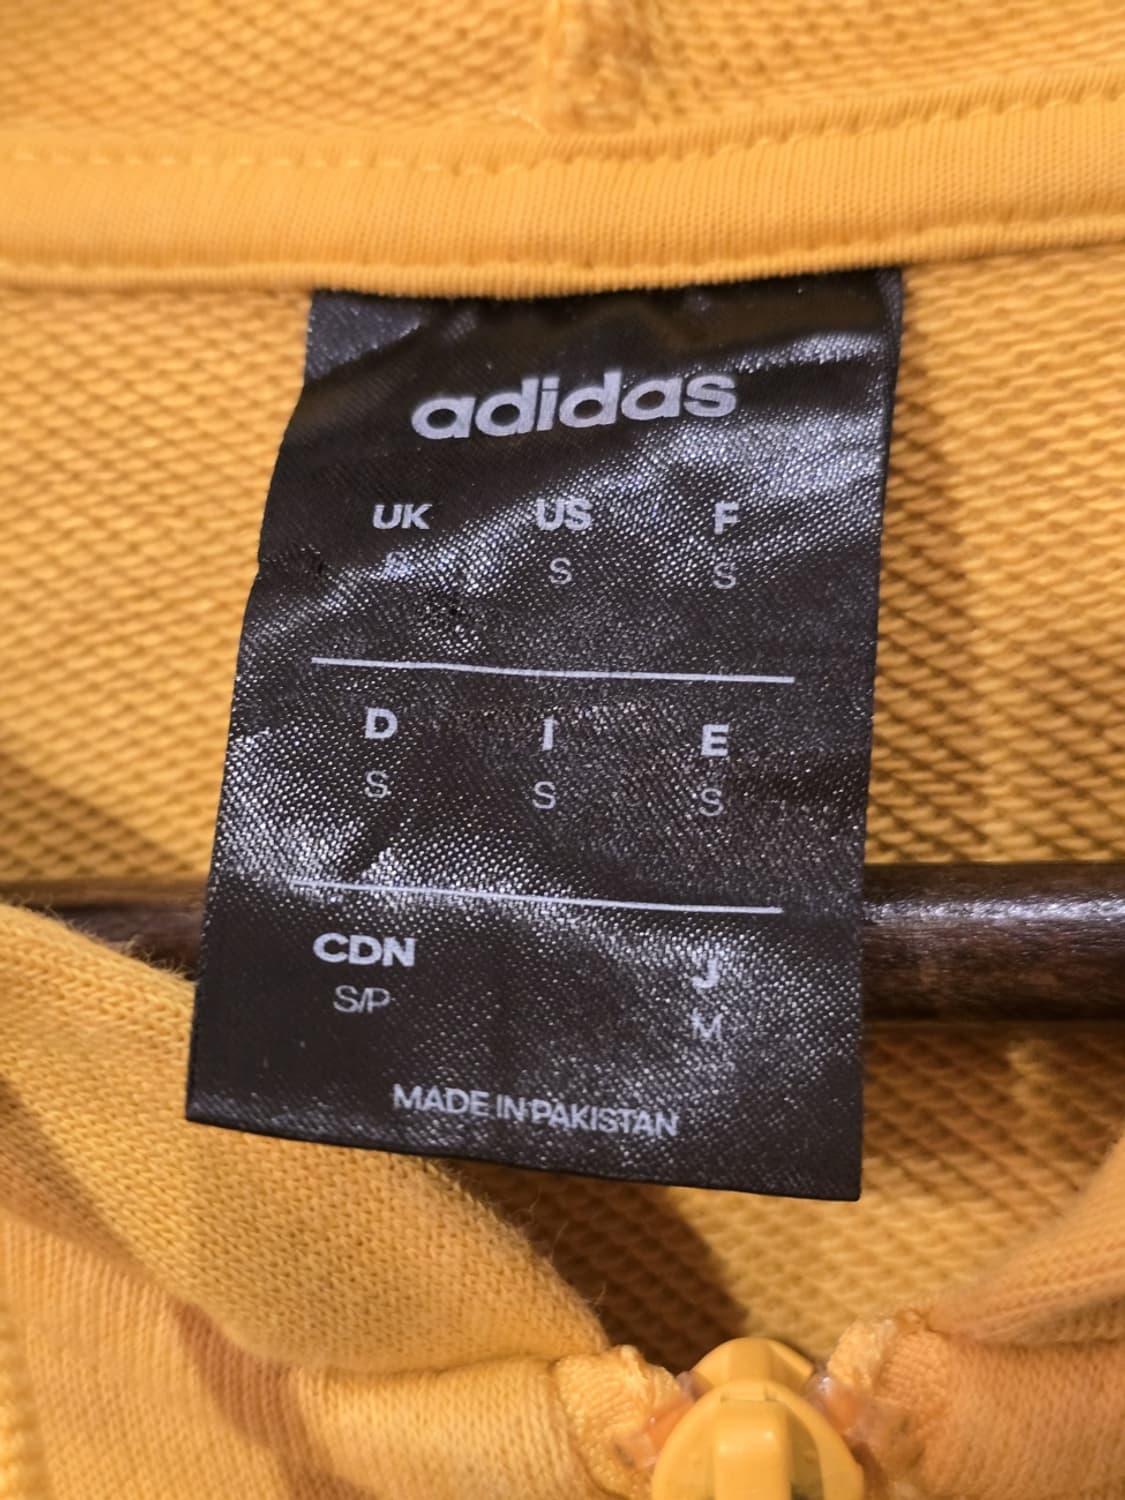 adidas
UK US F
S S
D I E
S S S
CDN J
S/P M
MADE IN PAKISTAN